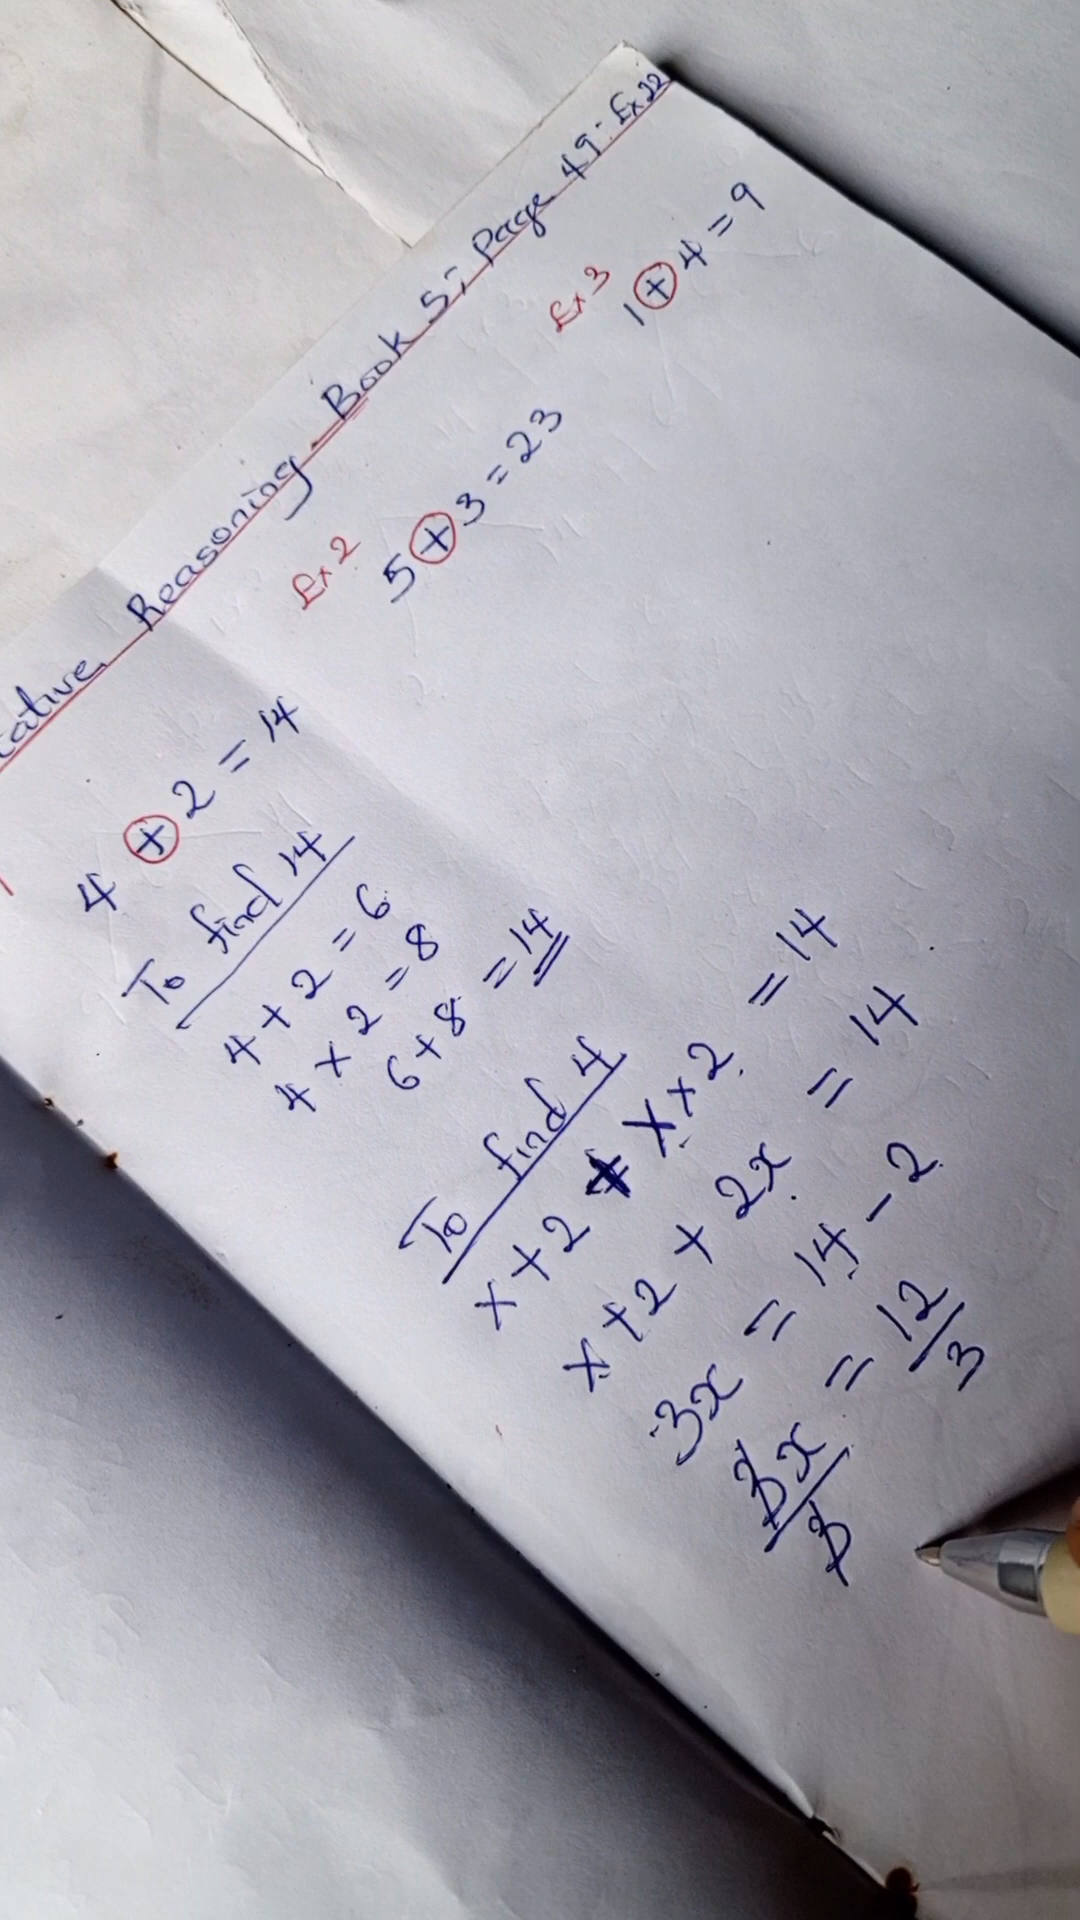 cative Reasoning - Book 5; Page 49: Ex 22
4 ⊕ 2 = 14
To find 14
4 + 2 = 6
4 × 2 = 8
6 + 8 = 14
To find 4
x + 2 + x × 2 = 14
x + 2 + 2x = 14
3x = 14 - 2
3x/3 = 12/3
Ex 2
5 ⊕ 3 = 23
Ex 3
1 ⊕ 4 = 9